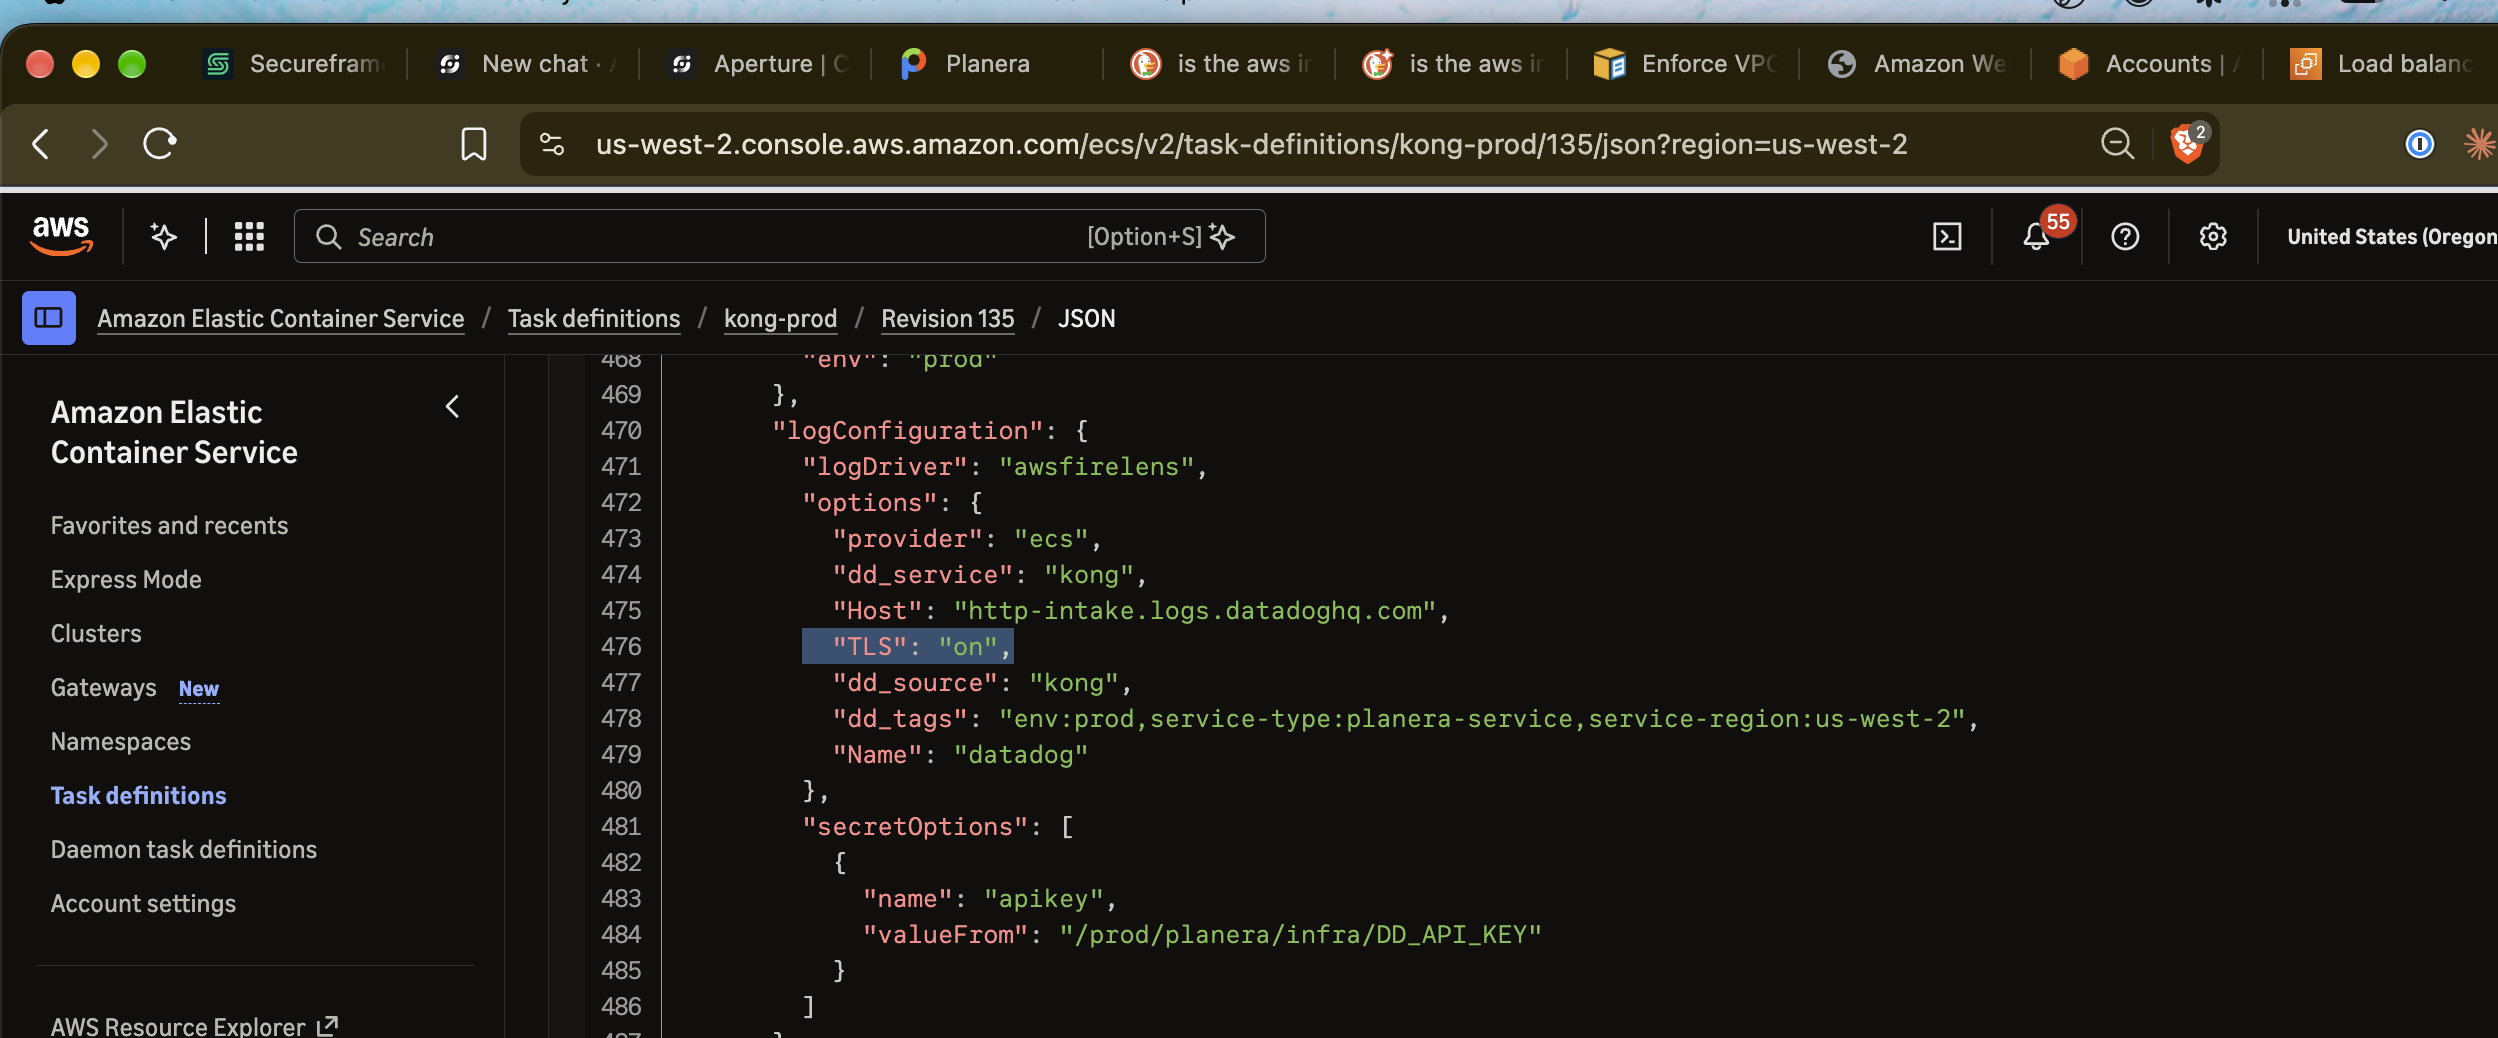 Secureframe
New chat ·
Aperture |
Planera
is the aws in
is the aws in
Enforce VPC
Amazon We
Accounts |
Load balanc
us-west-2.console.aws.amazon.com/ecs/v2/task-definitions/kong-prod/135/json?region=us-west-2
2
aws
Search
[Option+S]
55
United States (Oregon
Amazon Elastic Container Service / Task definitions / kong-prod / Revision 135 / JSON
Amazon Elastic
Container Service
Favorites and recents
Express Mode
Clusters
Gateways New
Namespaces
Task definitions
Daemon task definitions
Account settings
AWS Resource Explorer
468 "env": "prod"
469 },
470 "logConfiguration": {
471 "logDriver": "awsfirelens",
472 "options": {
473 "provider": "ecs",
474 "dd_service": "kong",
475 "Host": "http-intake.logs.datadoghq.com",
476 "TLS": "on",
477 "dd_source": "kong",
478 "dd_tags": "env:prod,service-type:planera-service,service-region:us-west-2",
479 "Name": "datadog"
480 },
481 "secretOptions": [
482 {
483 "name": "apikey",
484 "valueFrom": "/prod/planera/infra/DD_API_KEY"
485 }
486 ]